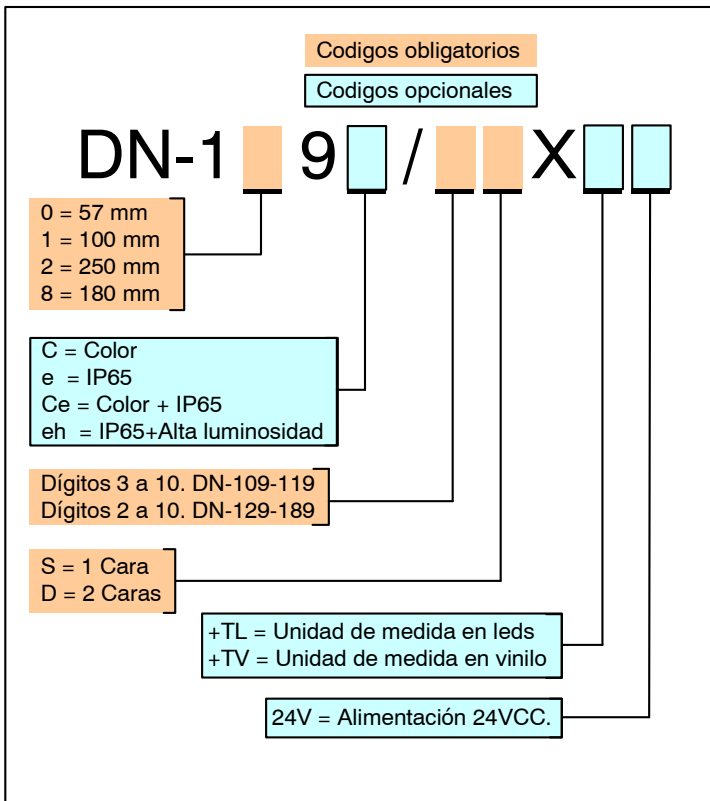 Codigos obligatorios
Codigos opcionales
DN-1 9 / X
0 = 57 mm
1 = 100 mm
2 = 250 mm
8 = 180 mm
C = Color
e = IP65
Ce = Color + IP65
eh = IP65+Alta luminosidad
Dígitos 3 a 10. DN-109-119
Dígitos 2 a 10. DN-129-189
S = 1 Cara
D = 2 Caras
+TL = Unidad de medida en leds
+TV = Unidad de medida en vinilo
24V = Alimentación 24VCC.